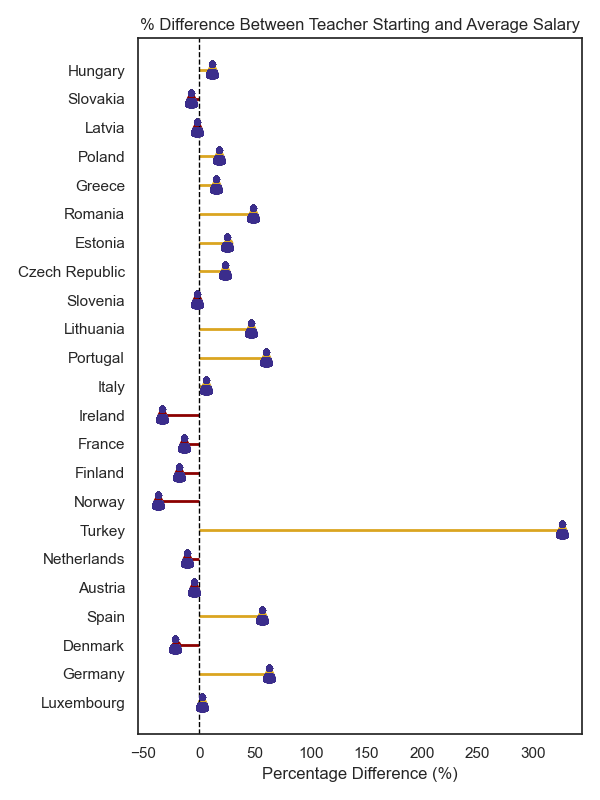 % Difference Between Teacher Starting and Average Salary
Hungary
Slovakia
Latvia
Poland
Greece
Romania
Estonia
Czech Republic
Slovenia
Lithuania
Portugal
Italy
Ireland
France
Finland
Norway
Turkey
Netherlands
Austria
Spain
Denmark
Germany
Luxembourg
−50 0 50 100 150 200 250 300
Percentage Difference (%)